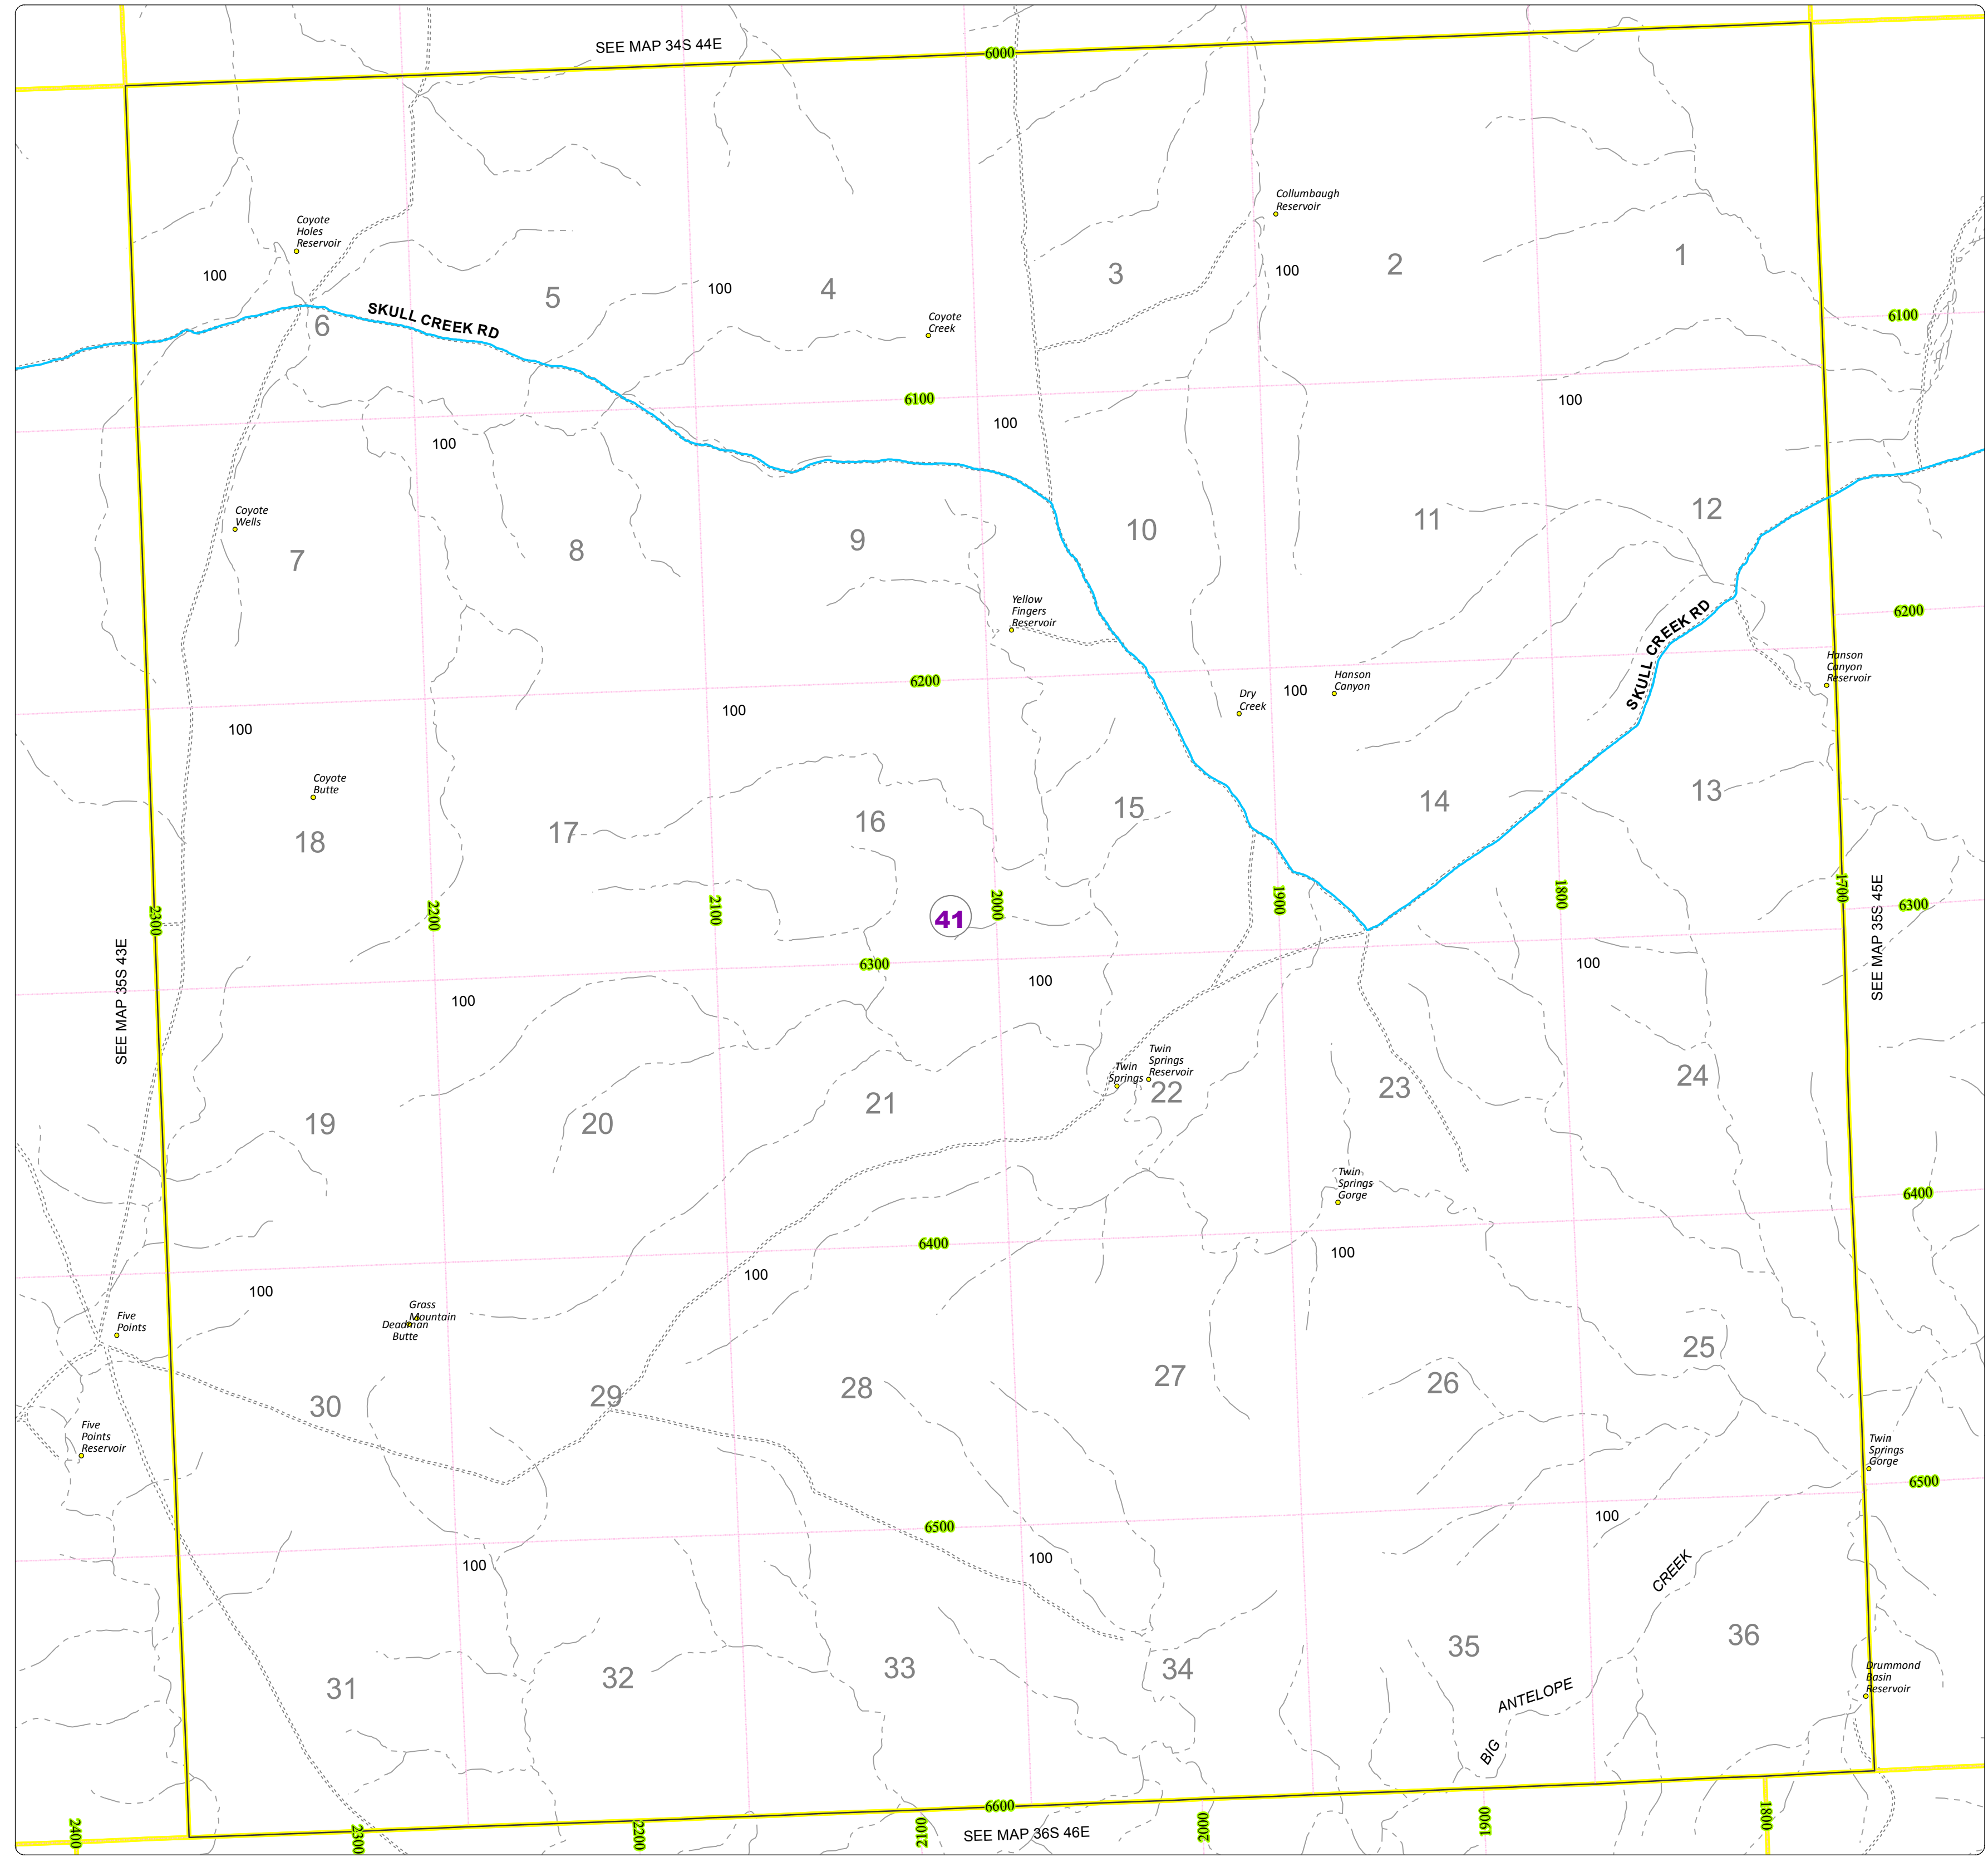 SEE MAP 34S 44E
6000
Collumbaugh
Reservoir
Coyote
Holes
Reservoir
1
2
3
100
100
100
4
5
SKULL CREEK RD
6
Coyote
Creek
6100
6100
100
100
100
12
11
10
9
8
7
Coyote
Wells
Yellow
Fingers
Reservoir
6200
SKULL CREEK RD
Hanson
Canyon
Reservoir
6200
Hanson
Canyon
Dry
Creek
100
100
100
Coyote
Butte
13
14
15
16
17
18
2300
2200
2100
41
2000
1900
1800
1700
6300
SEE MAP 35S 43E
SEE MAP 35S 45E
6300
100
100
100
Twin
Springs
Twin
Springs
Reservoir
19
20
21
22
23
24
Twin
Springs
Gorge
6400
6400
100
100
100
Five
Points
Grass
Mountain
Deadman
Butte
30
29
28
27
26
25
Five
Points
Reservoir
Twin
Springs
Gorge
6500
6500
100
100
100
CREEK
31
32
33
34
35
36
Drummond
Basin
Reservoir
ANTELOPE
BIG
6600
2400
2300
2200
2100
SEE MAP 36S 46E
2000
1900
1800